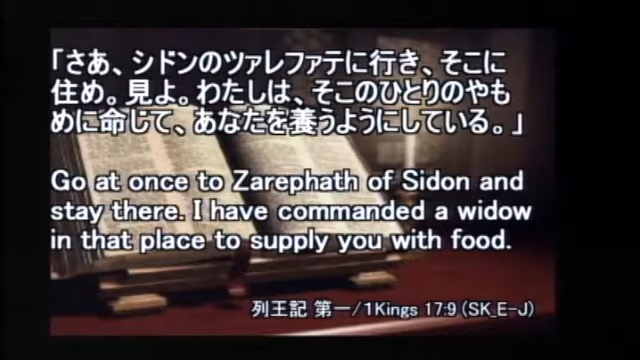 「さあ、シドンのツァレファテに行き、そこに
住め。見よ。わたしは、そこのひとりのやも
めに命じて、あなたを養うようにしている。」
Go at once to Zarephath of Sidon and
stay there. I have commanded a widow
in that place to supply you with food.
列王記 第一/1Kings 17:9 (SK_E-J)